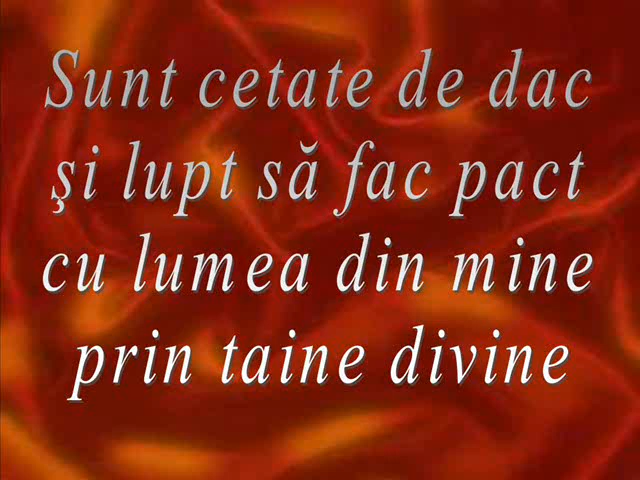 Sunt cetate de dac
şi lupt să fac pact
cu lumea din mine
prin taine divine